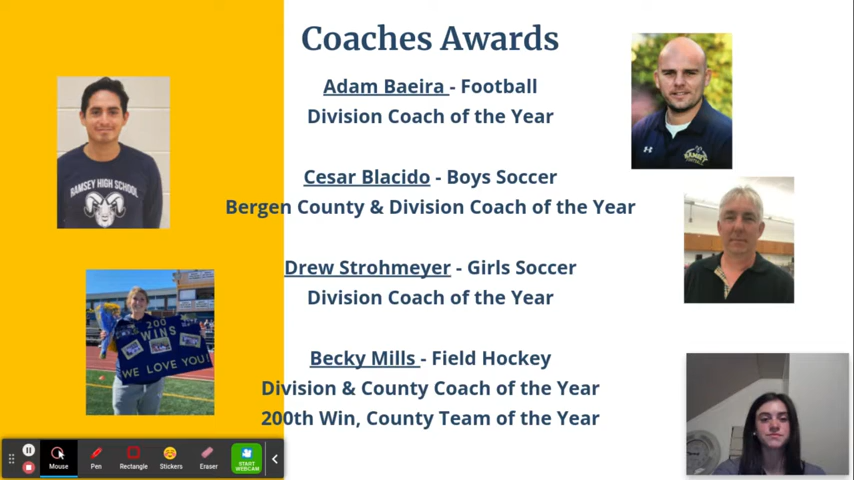 Coaches Awards
Adam Baeira - Football
Division Coach of the Year
Cesar Blacido - Boys Soccer
Bergen County & Division Coach of the Year
Drew Strohmeyer - Girls Soccer
Division Coach of the Year
Becky Mills - Field Hockey
Division & County Coach of the Year
200th Win, County Team of the Year
RAMSEY HIGH SCHOOL
200
WINS
WE LOVE YOU!
RAMSEY
Mouse
Pen
Rectangle
Stickers
Eraser
START
WEBCAM